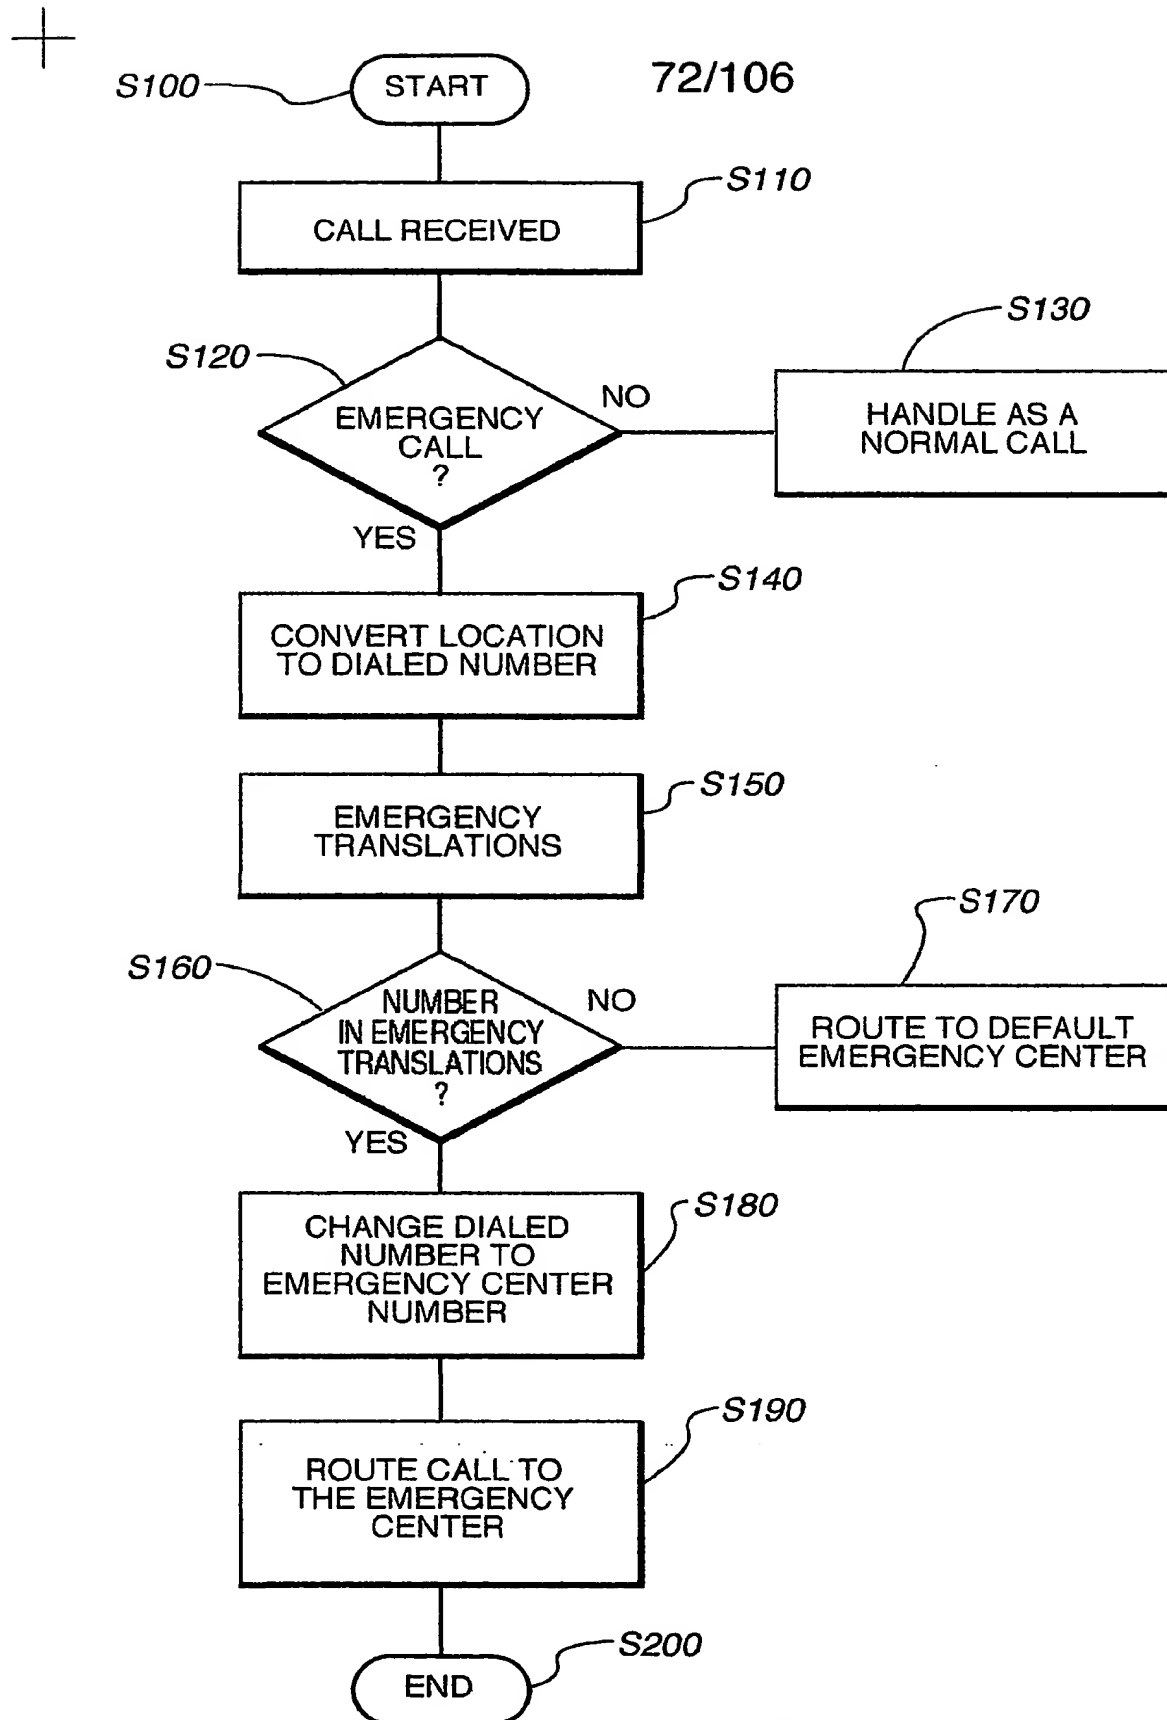 72/106
S100
START
S110
CALL RECEIVED
S120
EMERGENCY
CALL
?
NO
YES
S130
HANDLE AS A
NORMAL CALL
S140
CONVERT LOCATION
TO DIALED NUMBER
S150
EMERGENCY
TRANSLATIONS
S160
NUMBER
IN EMERGENCY
TRANSLATIONS
?
NO
YES
S170
ROUTE TO DEFAULT
EMERGENCY CENTER
S180
CHANGE DIALED
NUMBER TO
EMERGENCY CENTER
NUMBER
S190
ROUTE CALL TO
THE EMERGENCY
CENTER
S200
END